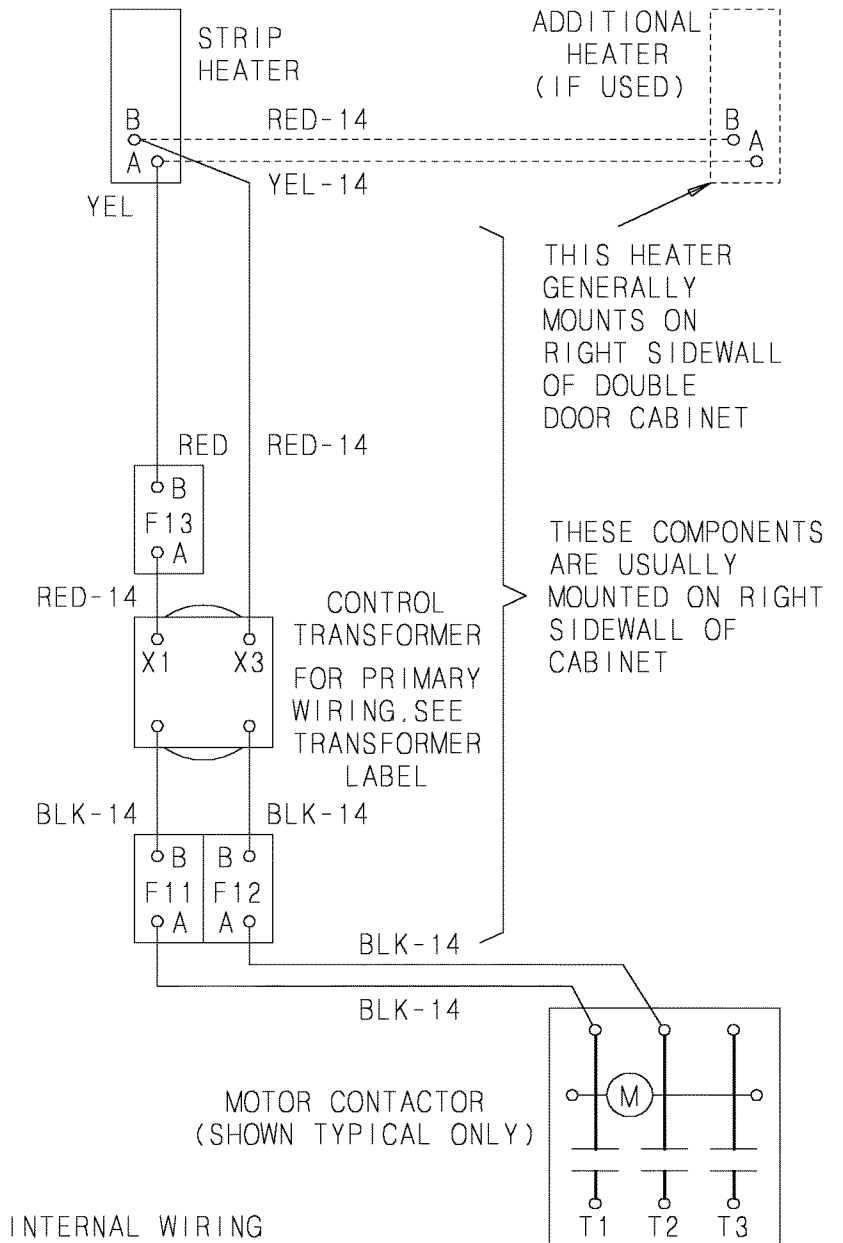 STRIP
HEATER
ADDITIONAL
HEATER
(IF USED)
B
RED-14
B
A
A
YEL-14
YEL
THIS HEATER
GENERALLY
MOUNTS ON
RIGHT SIDEWALL
OF DOUBLE
DOOR CABINET
RED
RED-14
B
F13
A
THESE COMPONENTS
ARE USUALLY
MOUNTED ON RIGHT
SIDEWALL OF
CABINET
RED-14
CONTROL
TRANSFORMER
X1
X3
FOR PRIMARY
WIRING,SEE
TRANSFORMER
LABEL
BLK-14
BLK-14
B
B
F11
F12
A
A
BLK-14
BLK-14
M
MOTOR CONTACTOR
(SHOWN TYPICAL ONLY)
T1
T2
T3
INTERNAL WIRING